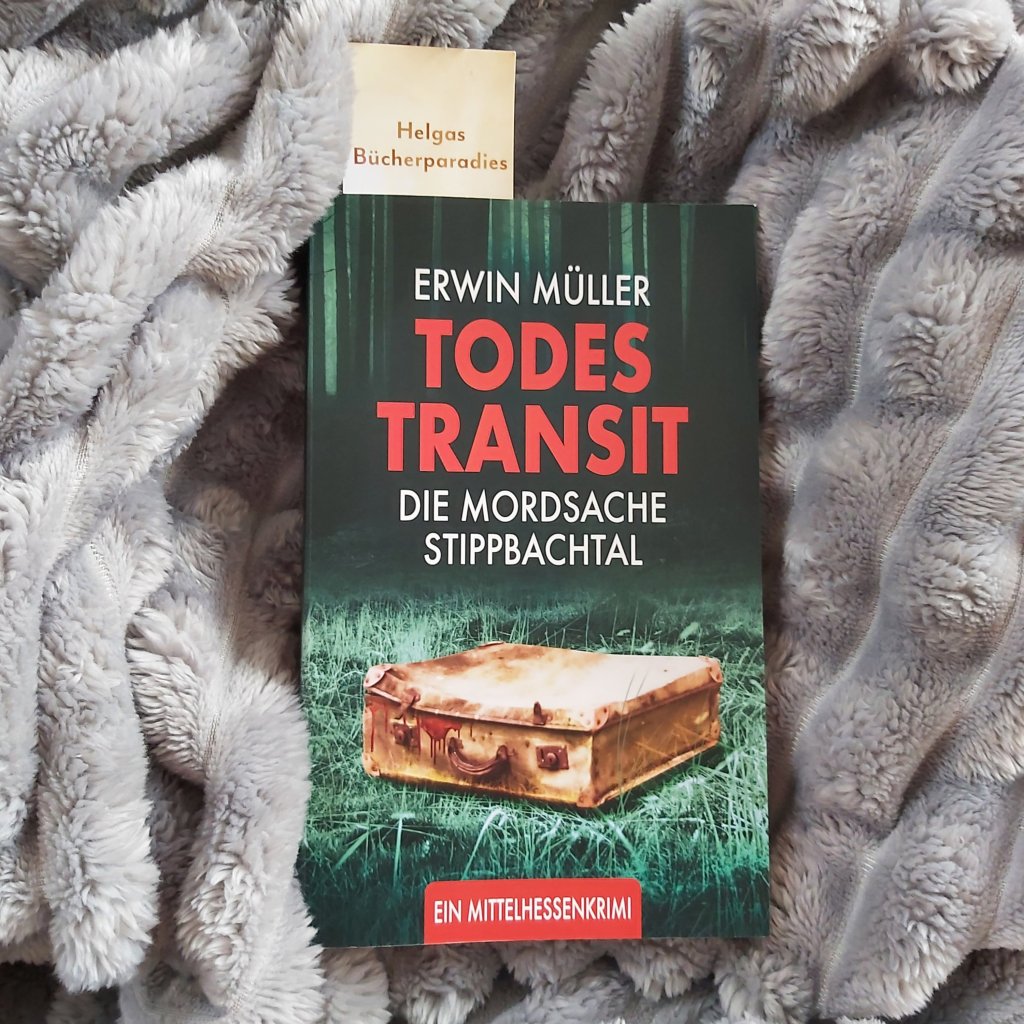 Helgas
Bücherparadies
ERWIN MÜLLER
TODES
TRANSIT
DIE MORDSACHE
STIPPBACHTAL
EIN MITTELHESSENKRIMI